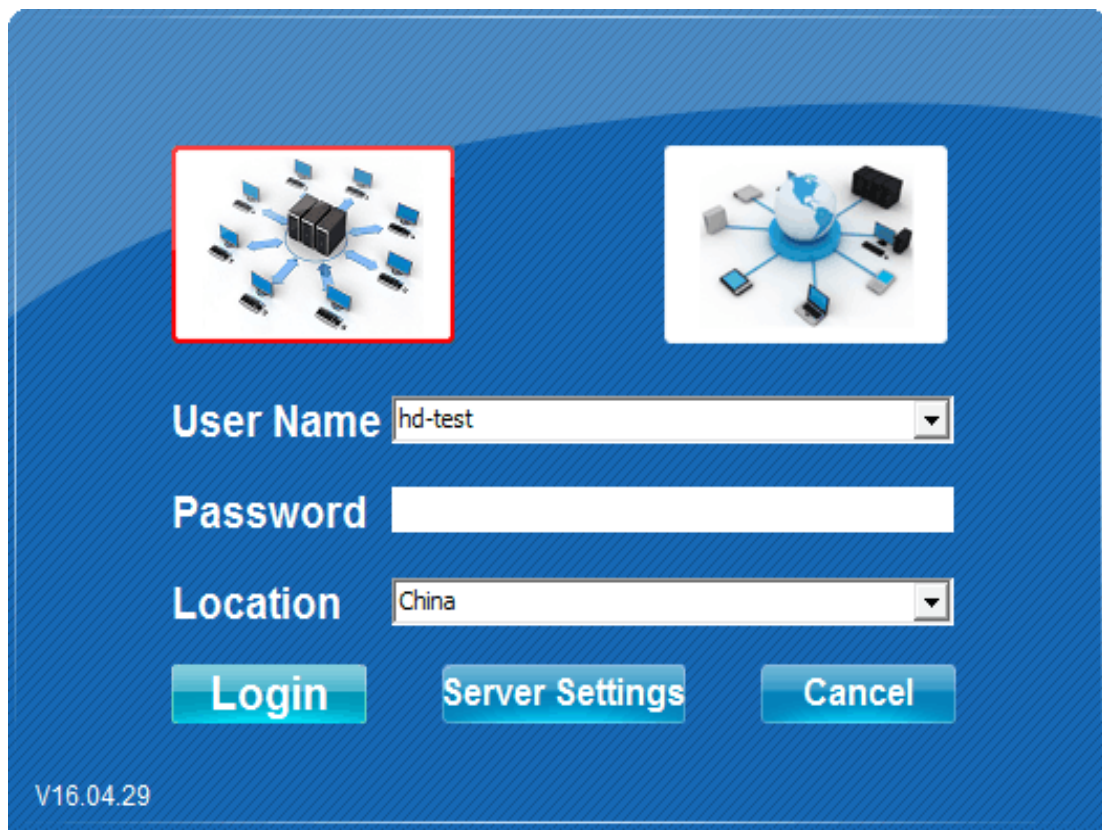 User Name hd-test
Password
Location China
Login Server Settings Cancel
V16.04.29